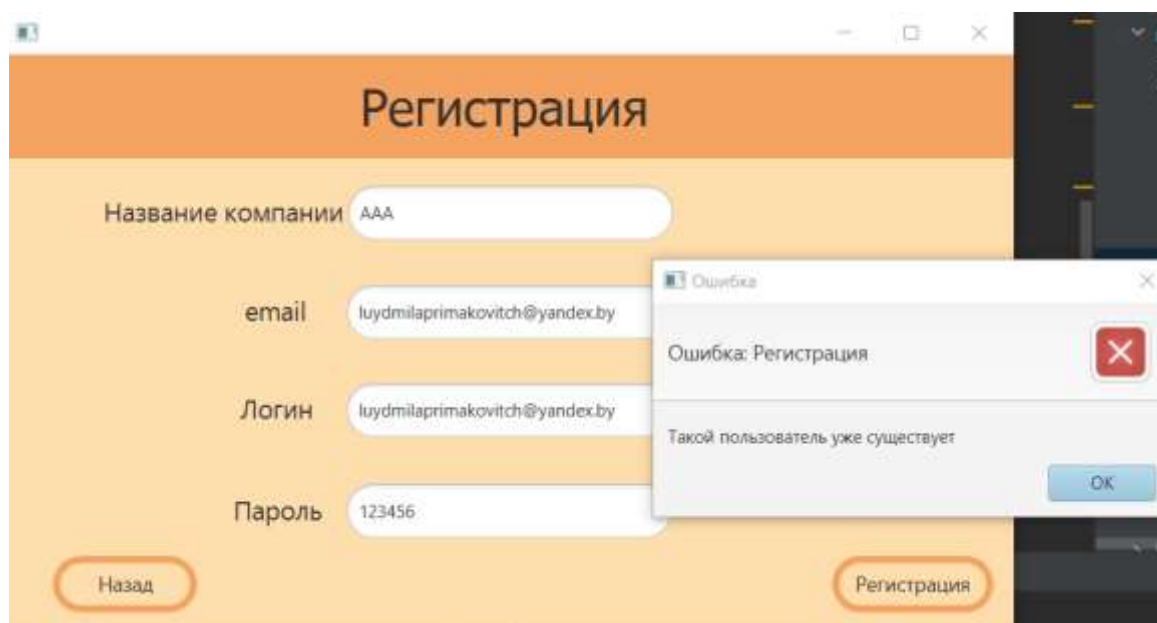 Регистрация
Название компании
AAA
email
luydmilaprimakovitch@yandex.by
Логин
luydmilaprimakovitch@yandex.by
Пароль
123456
Назад
Регистрация
Ошибка
Ошибка: Регистрация
Такой пользователь уже существует
OK